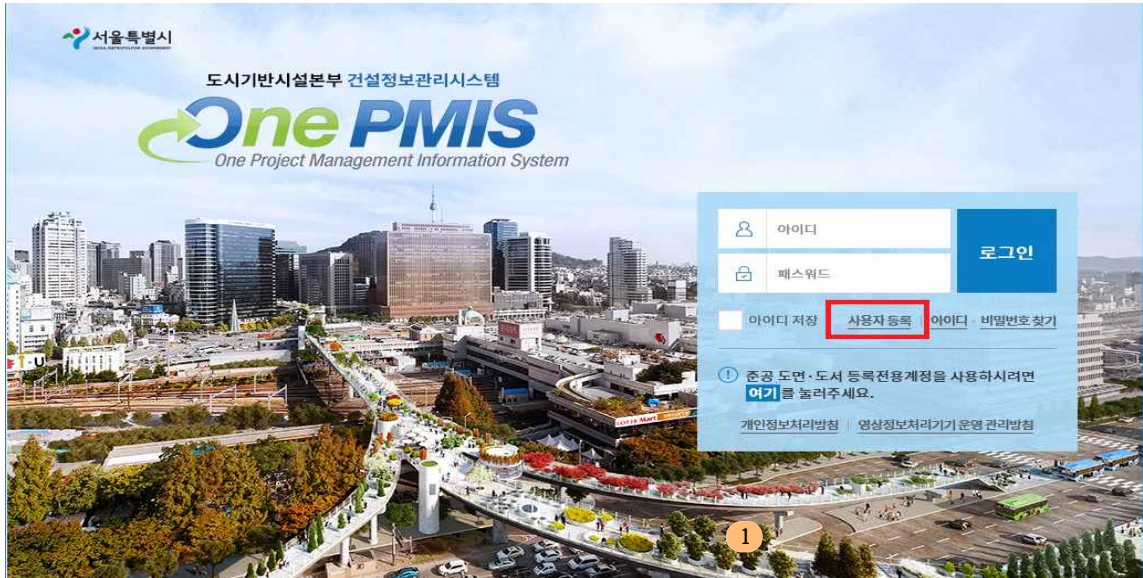 서울특별시
SEOUL METROPOLITAN GOVERNMENT
도시기반시설본부 건설정보관리시스템
One PMIS
One Project Management Information System
아이디
패스워드
로그인
아이디 저장 사용자 등록 | 아이디 · 비밀번호 찾기
준공 도면·도서 등록전용계정을 사용하시려면
여기를 눌러주세요.
개인정보처리방침 | 영상정보처리기기 운영 관리방침
LOTTE Mart
1